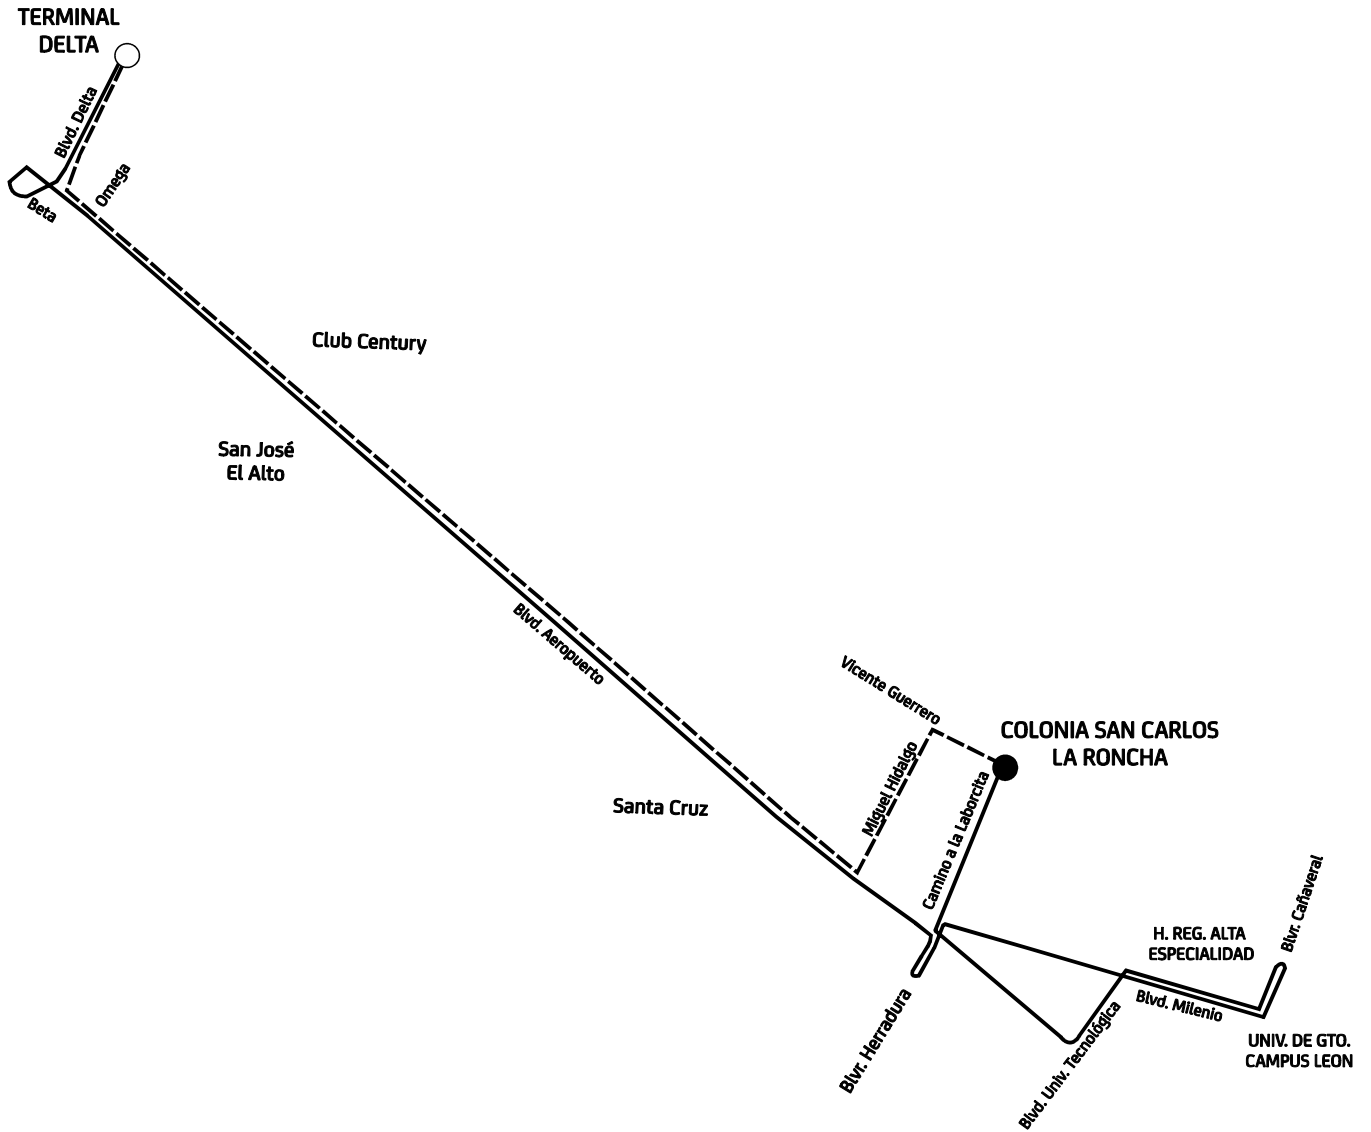 TERMINAL
DELTA
Blvd. Delta
Omega
Beta
Club Century
San José
El Alto
Blvd. Aeropuerto
Vicente Guerrero
COLONIA SAN CARLOS
LA RONCHA
Miguel Hidalgo
Camino a la Laborcita
Santa Cruz
Blvr. Cañaveral
H. REG. ALTA
ESPECIALIDAD
Blvd. Milenio
Blvr. Herradura
Blvd. Univ. Tecnológica
UNIV. DE GTO.
CAMPUS LEON